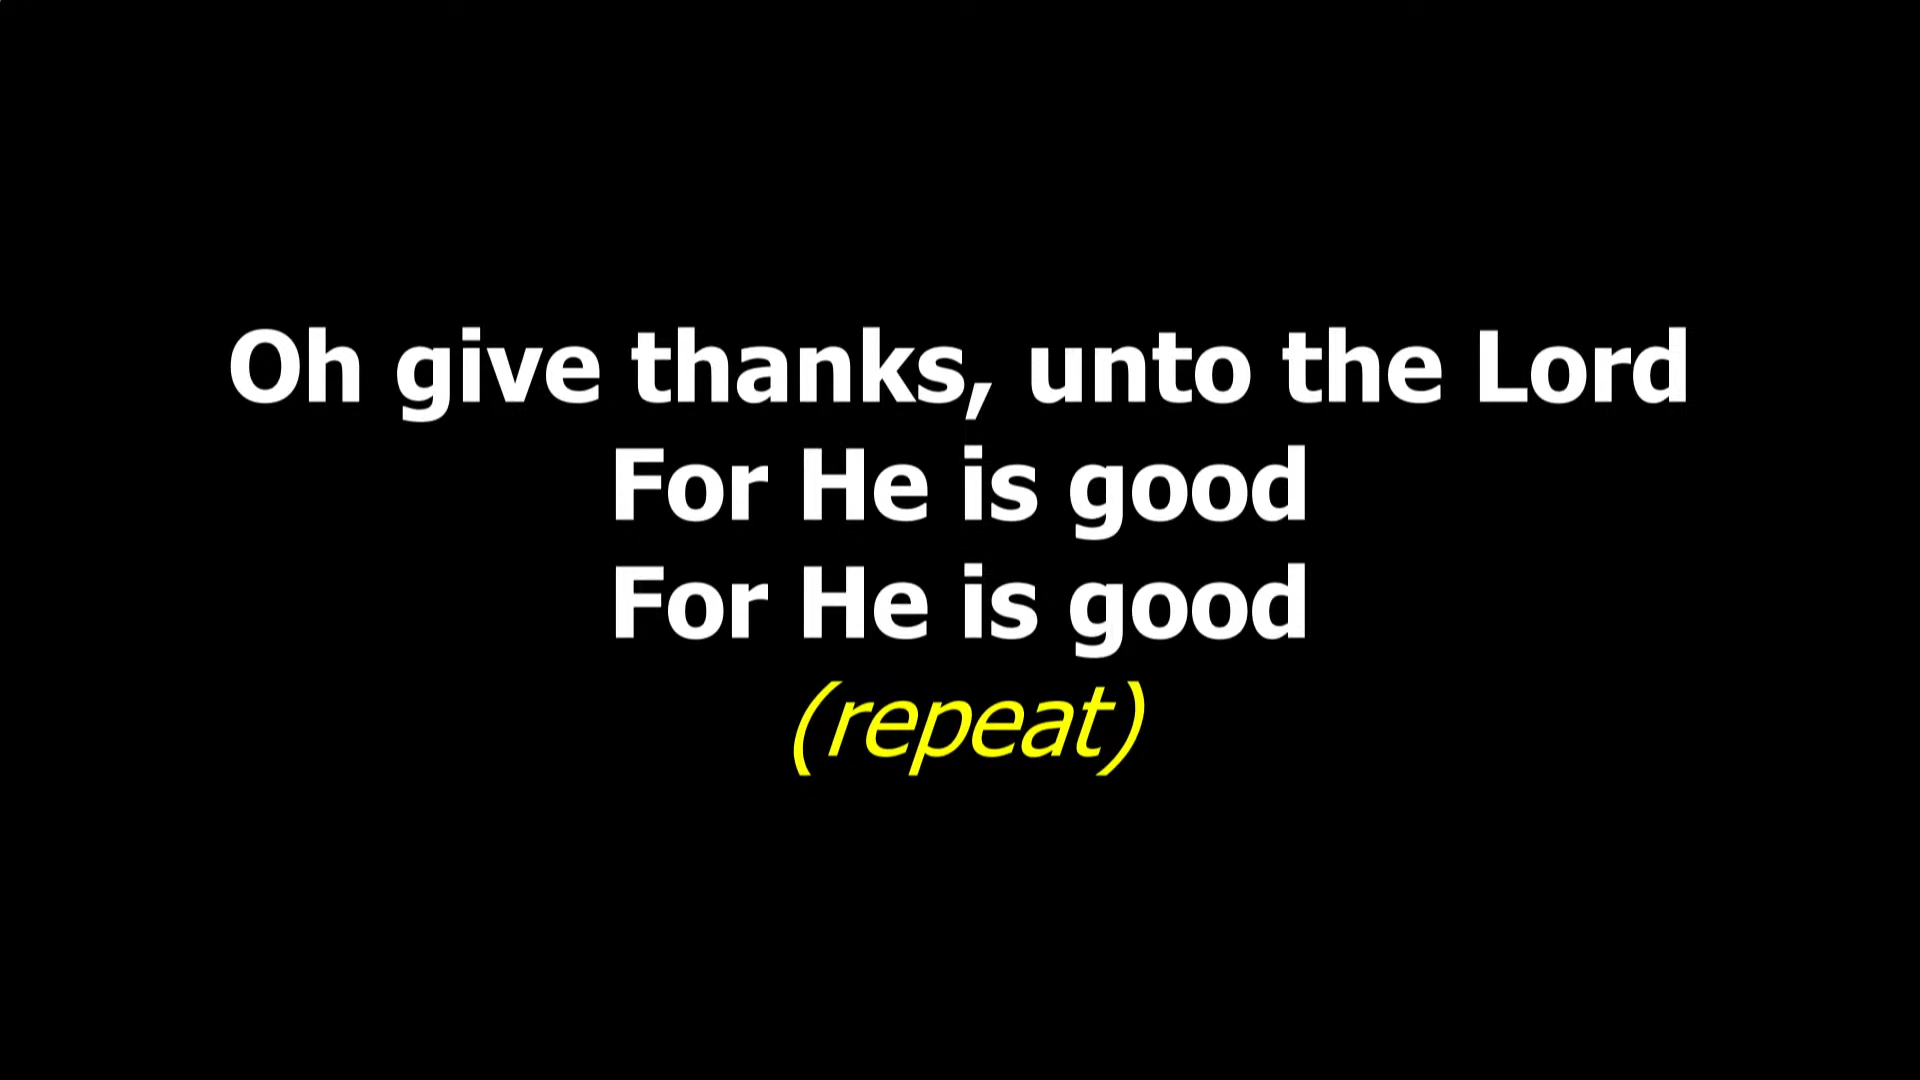 Oh give thanks, unto the Lord
For He is good
For He is good
(repeat)